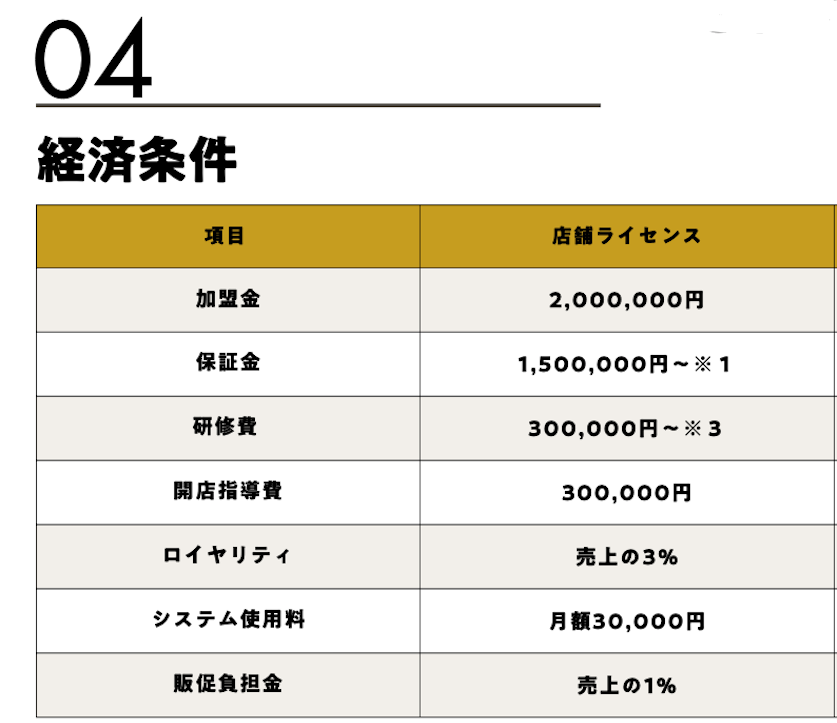 04
経済条件
項目 店舗ライセンス
加盟金 2,000,000円
保証金 1,500,000円～※1
研修費 300,000円～※3
開店指導費 300,000円
ロイヤリティ 売上の3%
システム使用料 月額30,000円
販促負担金 売上の1%